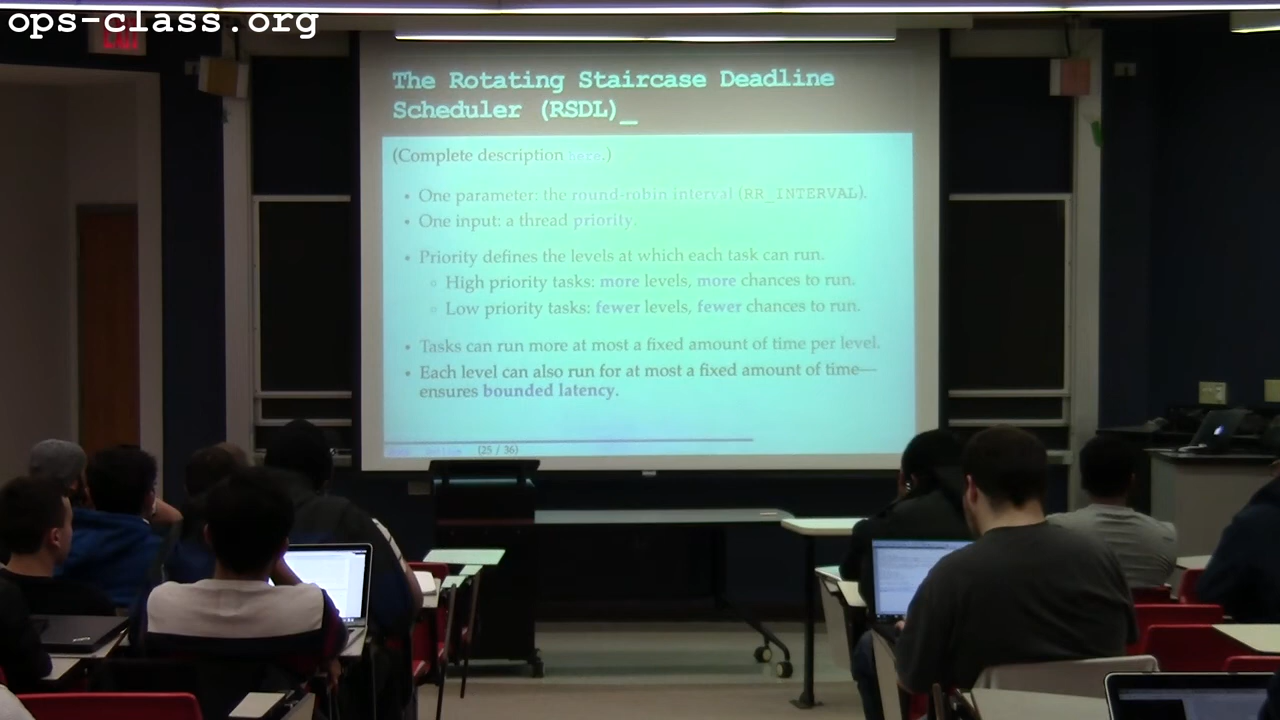 ops-class.org
EXIT
The Rotating Staircase Deadline
Scheduler (RSDL)_
(Complete description here.)
• One parameter: the round-robin interval (RR_INTERVAL).
• One input: a thread priority.
• Priority defines the levels at which each task can run.
◦ High priority tasks: more levels, more chances to run.
◦ Low priority tasks: fewer levels, fewer chances to run.
• Tasks can run more at most a fixed amount of time per level.
• Each level can also run for at most a fixed amount of time—
ensures bounded latency.
(25 / 36)